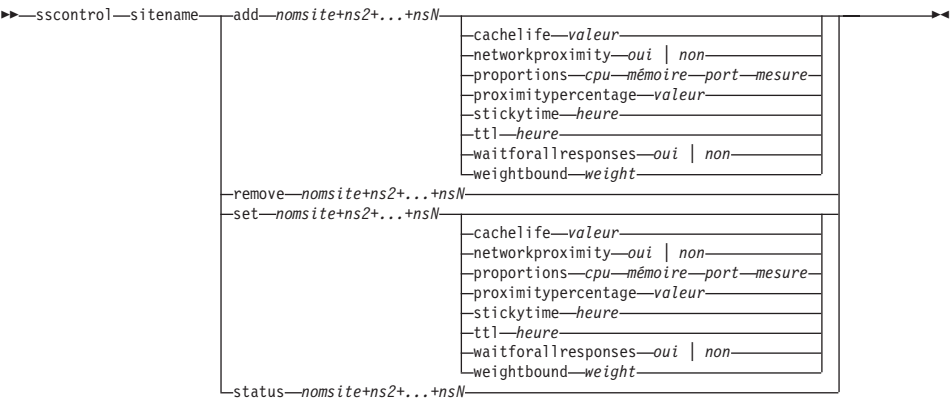 sscontrol sitename add nomsite+ns2+...+nsN
cachelife valeur
networkproximity oui | non
proportions cpu mémoire port mesure
proximitypercentage valeur
stickytime heure
ttl heure
waitforallresponses oui | non
weightbound weight
remove nomsite+ns2+...+nsN
set nomsite+ns2+...+nsN
cachelife valeur
networkproximity oui | non
proportions cpu mémoire port mesure
proximitypercentage valeur
stickytime heure
ttl heure
waitforallresponses oui | non
weightbound weight
status nomsite+ns2+...+nsN